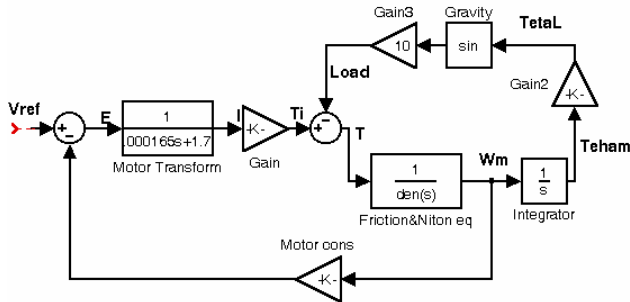 Gain3
Gravity
TetaL
10
sin
Load
Gain2
-K-
Vref
E
1
.000165s+1.7
Motor Transform
I
-K-
Gain
Ti
T
Teham
1
den(s)
Friction&Niton eq
Wm
1
s
Integrator
Motor cons
-K-